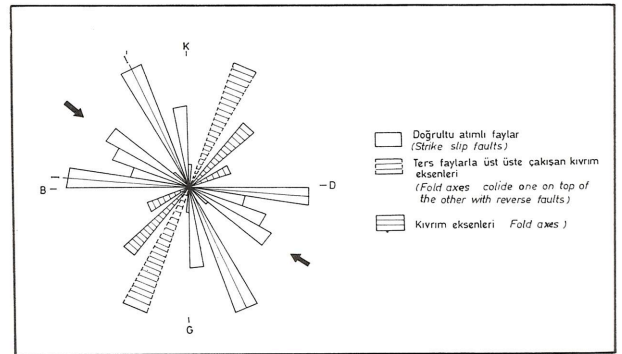 K
B
D
G
Doğrultu atımlı faylar
(Strike slip faults)
Ters faylarla üst üste çakışan kıvrım
eksenleri
(Fold axes colide one on top of
the other with reverse faults)
Kıvrım eksenleri Fold axes)